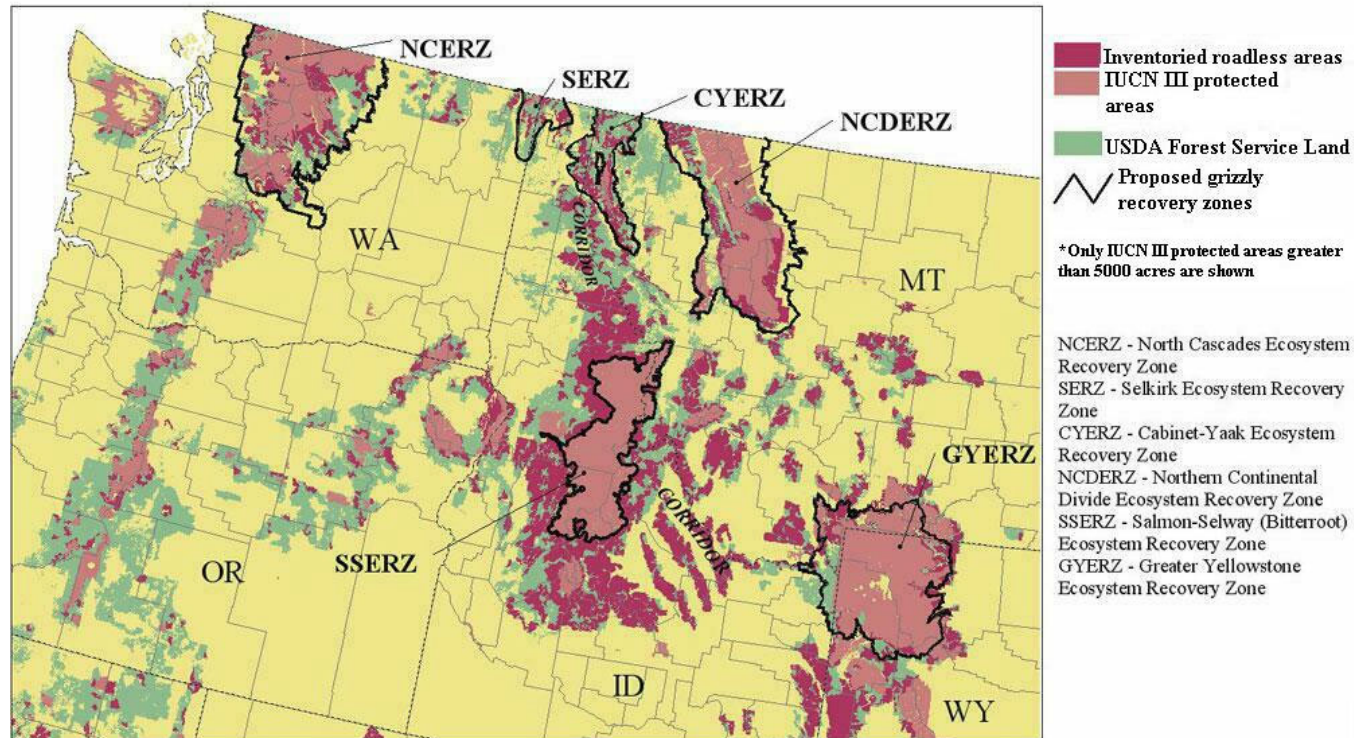 NCERZ
SERZ
CYERZ
NCDERZ
CORRIDOR
WA
MT
GYERZ
CORRIDOR
SSERZ
OR
ID
WY
Inventoried roadless areas
IUCN III protected
areas
USDA Forest Service Land
Proposed grizzly
recovery zones
*Only IUCN III protected areas greater
than 5000 acres are shown
NCERZ - North Cascades Ecosystem
Recovery Zone
SERZ - Selkirk Ecosystem Recovery
Zone
CYERZ - Cabinet-Yaak Ecosystem
Recovery Zone
NCDERZ - Northern Continental
Divide Ecosystem Recovery Zone
SSERZ - Salmon-Selway (Bitterroot)
Ecosystem Recovery Zone
GYERZ - Greater Yellowstone
Ecosystem Recovery Zone